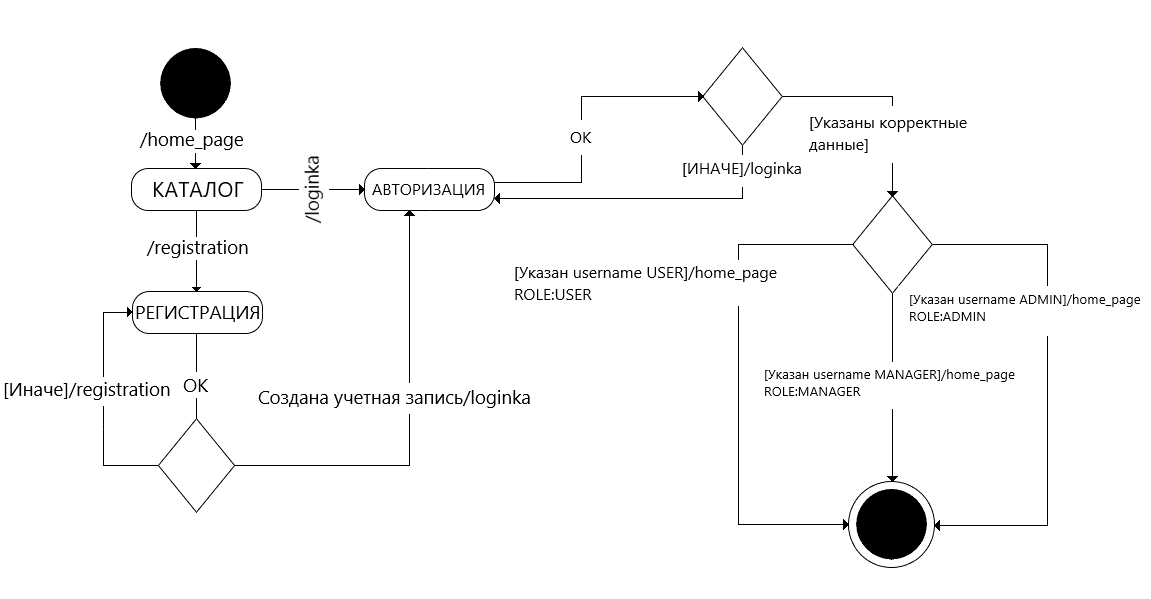 /home_page
КАТАЛОГ
/loginka
АВТОРИЗАЦИЯ
OK
[Указаны корректные
данные]
[ИНАЧЕ]/loginka
/registration
РЕГИСТРАЦИЯ
[Иначе]/registration
OK
Создана учетная запись/loginka
[Указан username USER]/home_page
ROLE:USER
[Указан username ADMIN]/home_page
ROLE:ADMIN
[Указан username MANAGER]/home_page
ROLE:MANAGER